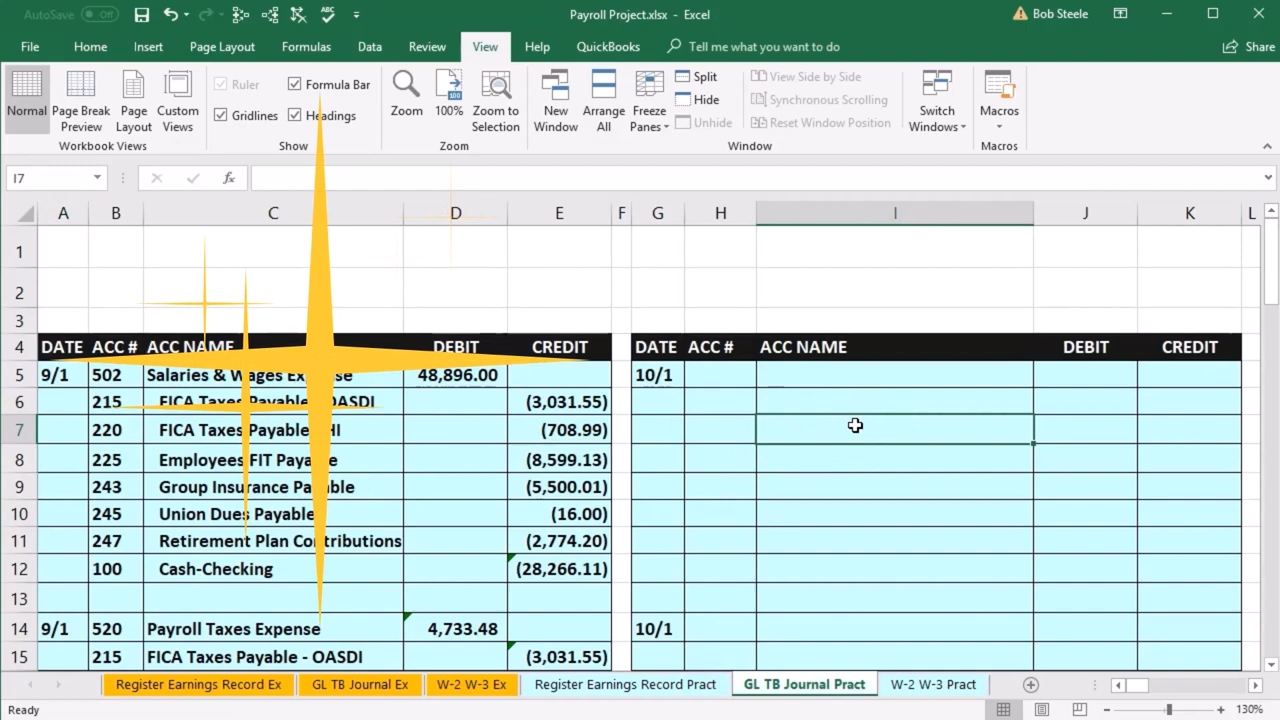 AutoSave Off Payroll Project.xlsx - Excel Bob Steele
File Home Insert Page Layout Formulas Data Review View Help QuickBooks Tell me what you want to do Share
Normal Page Break Preview Page Layout Custom Views
Workbook Views
Ruler Formula Bar
Gridlines Headings
Show
Zoom 100% Zoom to Selection
Zoom
New Window Arrange All Freeze Panes
Split
Hide
Unhide
View Side by Side
Synchronous Scrolling
Reset Window Position
Switch Windows
Window
Macros
Macros
I7 fx
A B C D E F G H I J K L
1
2
3
4 DATE ACC # ACC NAME DEBIT CREDIT DATE ACC # ACC NAME DEBIT CREDIT
5 9/1 502 Salaries & Wages Expense 48,896.00 10/1
6 215 FICA Taxes Payable - OASDI (3,031.55)
7 220 FICA Taxes Payable HI (708.99)
8 225 Employees FIT Payable (8,599.13)
9 243 Group Insurance Payable (5,500.01)
10 245 Union Dues Payable (16.00)
11 247 Retirement Plan Contributions (2,774.20)
12 100 Cash-Checking (28,266.11)
13
14 9/1 520 Payroll Taxes Expense 4,733.48 10/1
15 215 FICA Taxes Payable - OASDI (3,031.55)
Register Earnings Record Ex GL TB Journal Ex W-2 W-3 Ex Register Earnings Record Pract GL TB Journal Pract W-2 W-3 Pract
Ready 130%